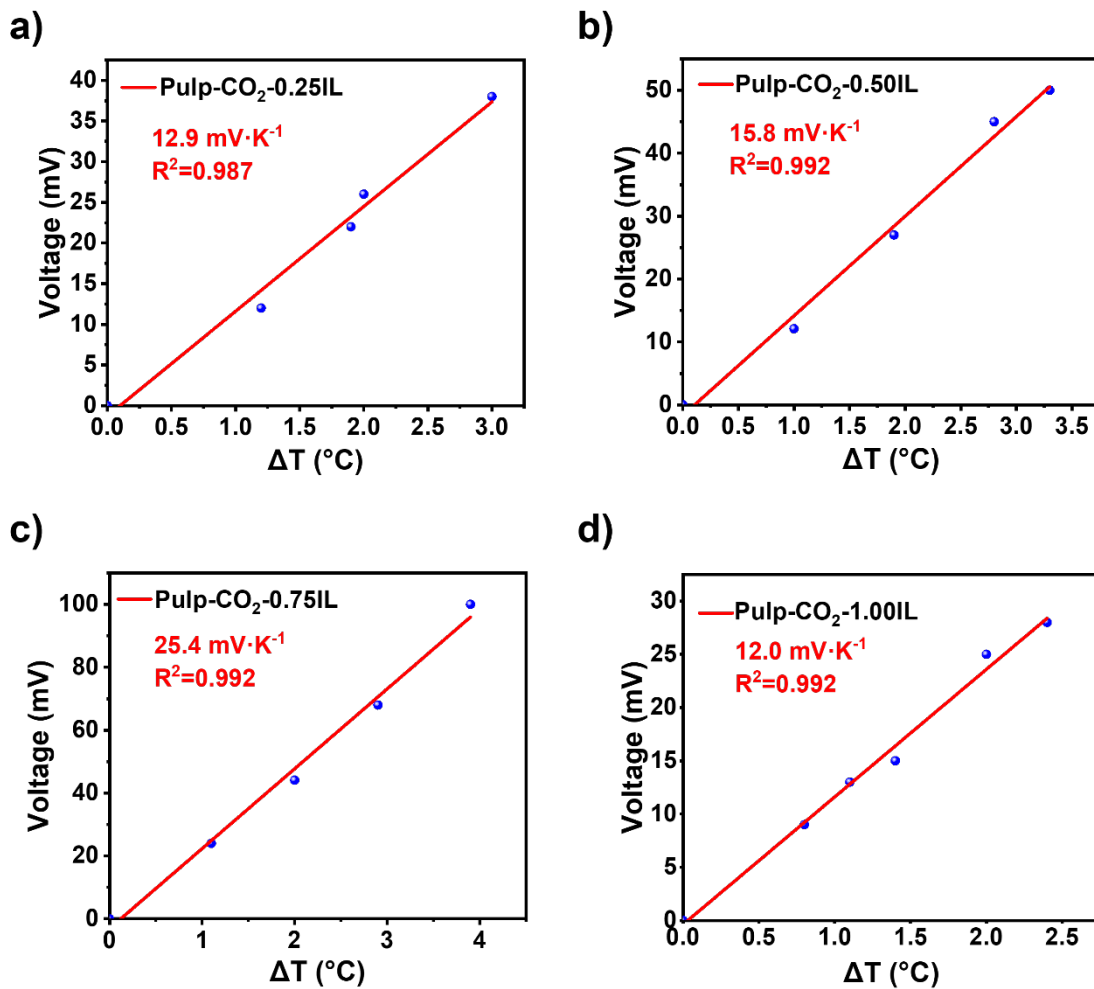 a)
Pulp-CO₂-0.25IL
12.9 mV·K⁻¹
R²=0.987
Voltage (mV)
40
35
30
25
20
15
10
5
0
0.0 0.5 1.0 1.5 2.0 2.5 3.0
ΔT (°C)
b)
Pulp-CO₂-0.50IL
15.8 mV·K⁻¹
R²=0.992
Voltage (mV)
50
40
30
20
10
0
0.0 0.5 1.0 1.5 2.0 2.5 3.0 3.5
ΔT (°C)
c)
Pulp-CO₂-0.75IL
25.4 mV·K⁻¹
R²=0.992
Voltage (mV)
100
80
60
40
20
0
0 1 2 3 4
ΔT (°C)
d)
Pulp-CO₂-1.00IL
12.0 mV·K⁻¹
R²=0.992
Voltage (mV)
30
25
20
15
10
5
0
0.0 0.5 1.0 1.5 2.0 2.5
ΔT (°C)